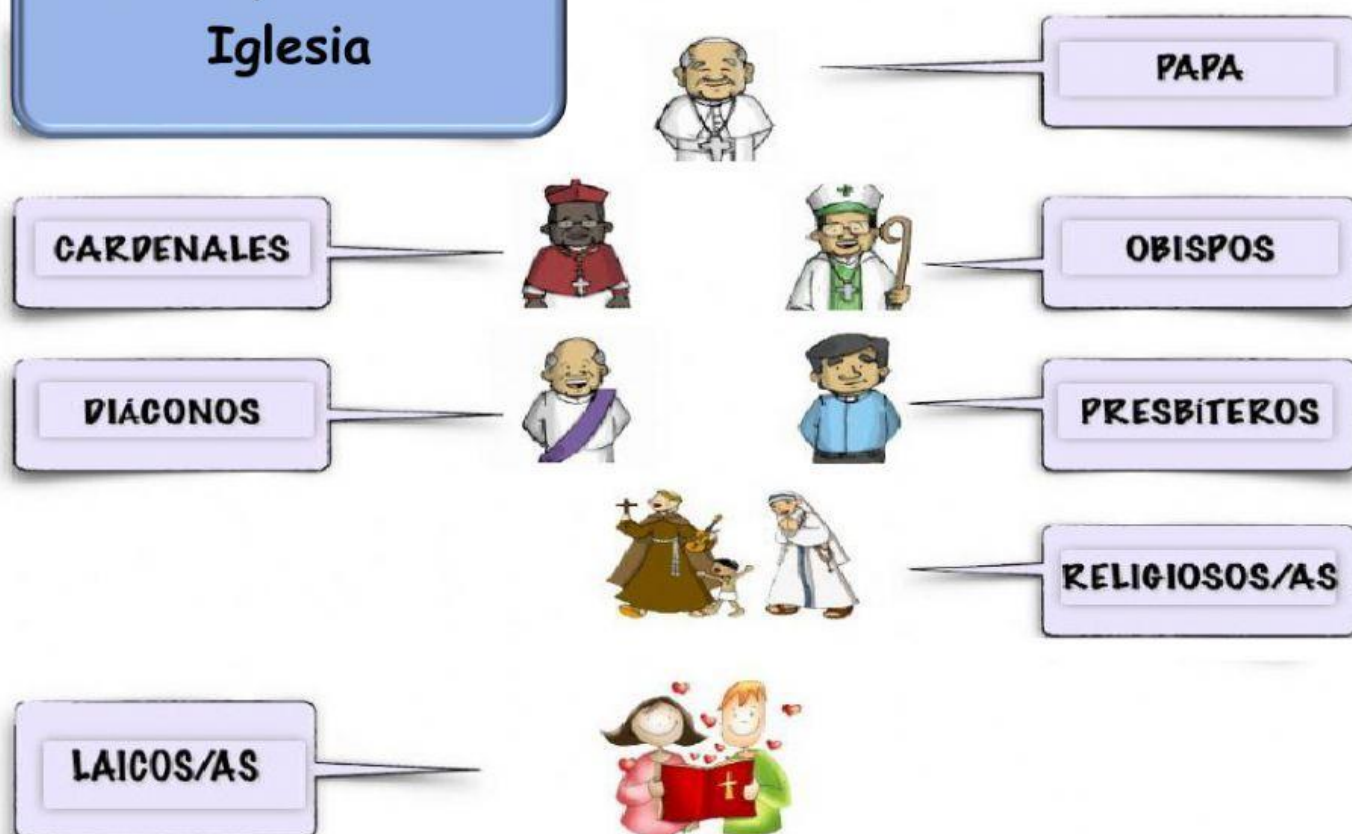 Iglesia
PAPA
CARDENALES
OBISPOS
DIÁCONOS
PRESBÍTEROS
RELIGIOSOS/AS
LAICOS/AS